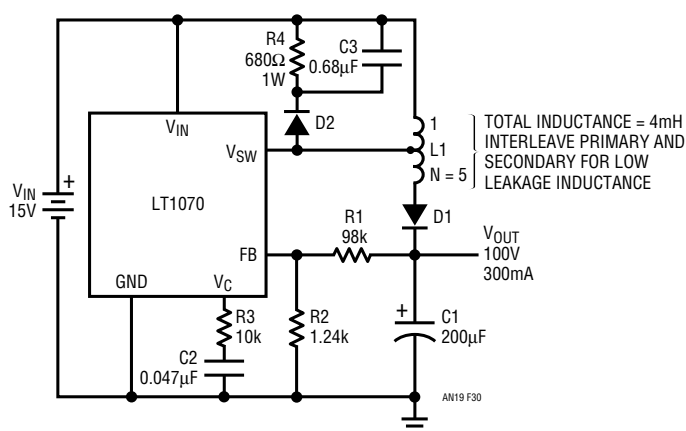 R4
680Ω
1W
C3
0.68μF
D2
1
L1
N = 5
TOTAL INDUCTANCE = 4mH
INTERLEAVE PRIMARY AND
SECONDARY FOR LOW
LEAKAGE INDUCTANCE
VIN
VSW
LT1070
VIN
15V
+
D1
R1
98k
VOUT
100V
300mA
FB
GND
VC
R3
10k
R2
1.24k
+
C1
200μF
C2
0.047μF
AN19 F30